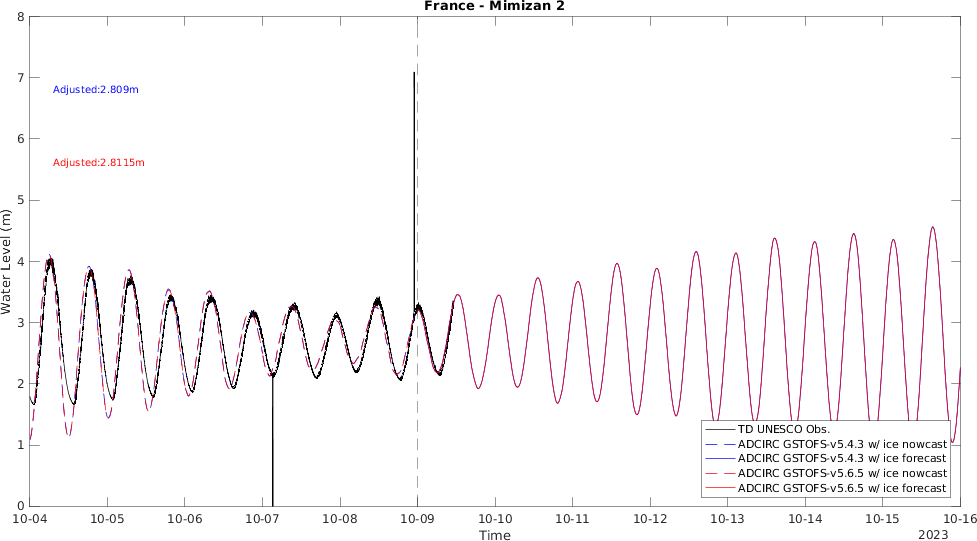 France - Mimizan 2
8
7
6
5
4
3
2
1
0
Water Level (m)
Adjusted:2.809m
Adjusted:2.8115m
TD UNESCO Obs.
ADCIRC GSTOFS-v5.4.3 w/ ice nowcast
ADCIRC GSTOFS-v5.4.3 w/ ice forecast
ADCIRC GSTOFS-v5.6.5 w/ ice nowcast
ADCIRC GSTOFS-v5.6.5 w/ ice forecast
10-04 10-05 10-06 10-07 10-08 10-09 10-10 10-11 10-12 10-13 10-14 10-15 10-16
Time
2023